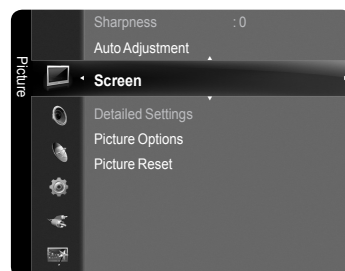 Picture
Sharpness : 0
Auto Adjustment
Screen
Detailed Settings
Picture Options
Picture Reset